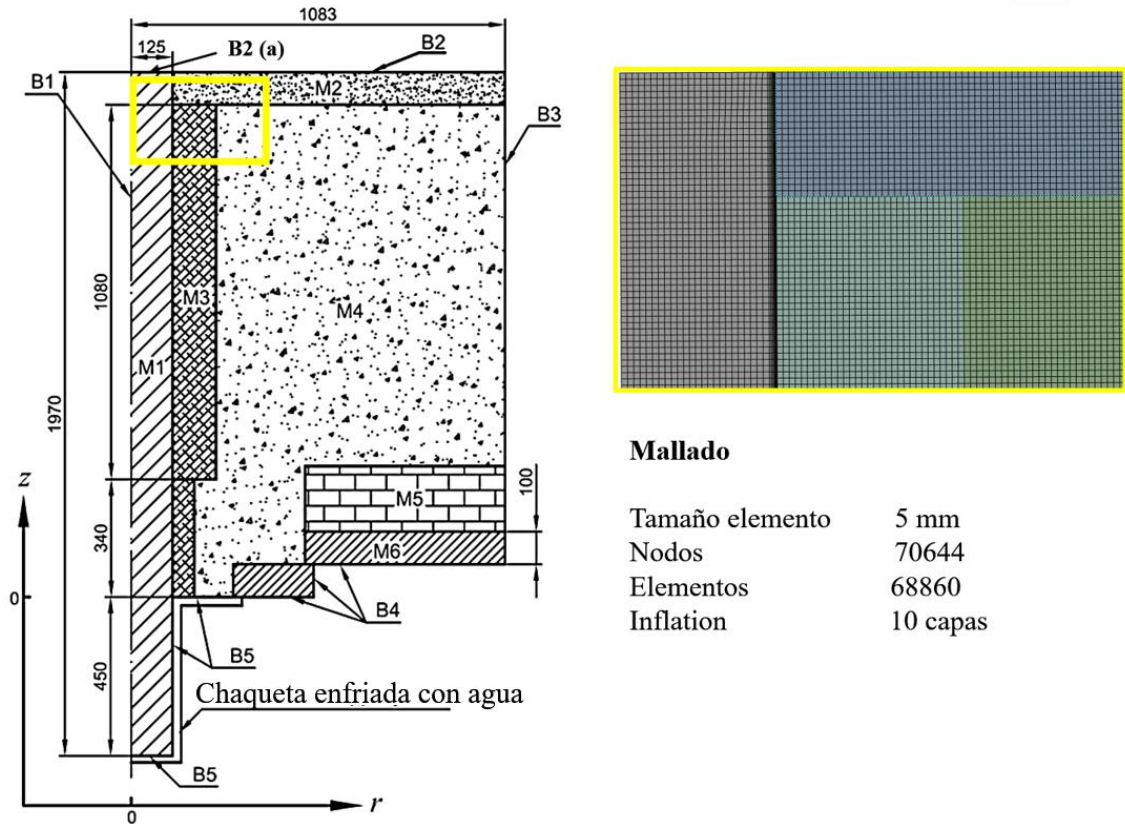 1083
125
B2 (a)
B2
B1
M2
B3
1080
M3
M4
M1
1970
z
M5
100
340
M6
0
B4
450
B5
Chaqueta enfriada con agua
B5
r
0
Mallado
Tamaño elemento 5 mm
Nodos 70644
Elementos 68860
Inflation 10 capas